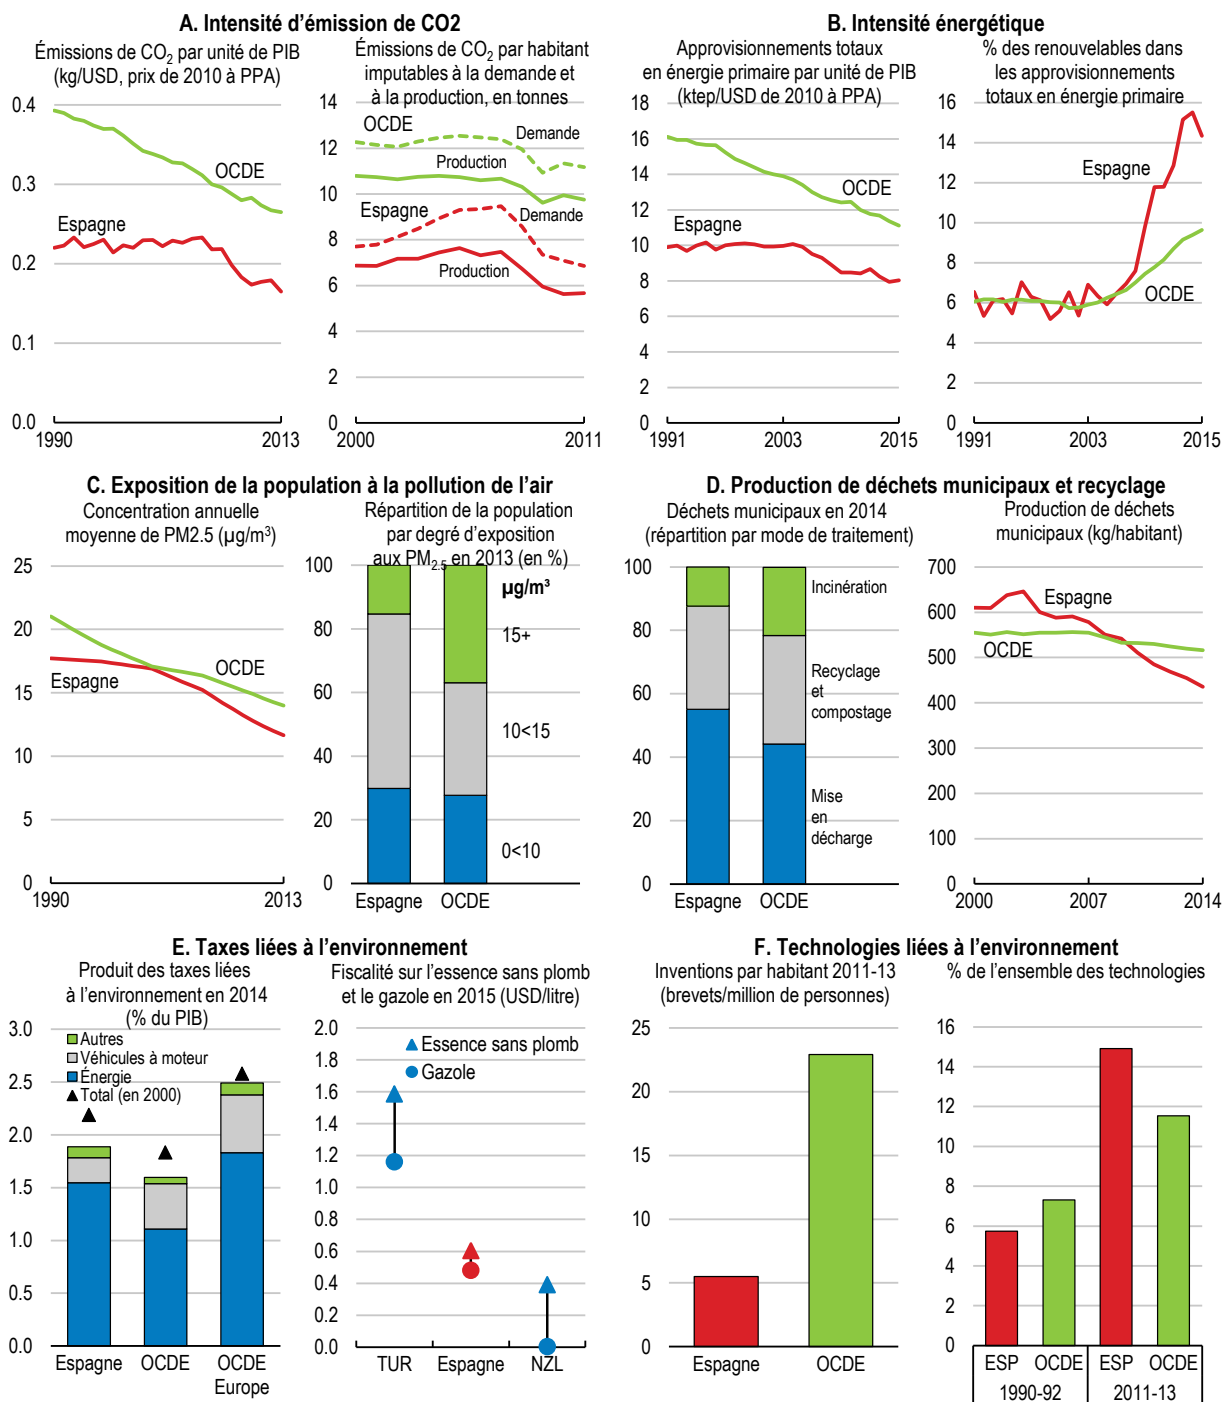 A. Intensité d'émission de CO2
Émissions de CO2 par unité de PIB
(kg/USD, prix de 2010 à PPA)
0.4
0.3
0.2
0.1
0.0
OCDE
Espagne
1990
2013
Émissions de CO2 par habitant
imputables à la demande et
à la production, en tonnes
14
12
10
8
6
4
2
0
OCDE
Demande
Production
Espagne
Demande
Production
2000
2011
B. Intensité énergétique
Approvisionnements totaux
en énergie primaire par unité de PIB
(ktep/USD de 2010 à PPA)
18
16
14
12
10
8
6
4
2
0
OCDE
Espagne
1991
2003
2015
% des renouvelables dans
les approvisionnements
totaux en énergie primaire
16
14
12
10
8
6
4
2
0
Espagne
OCDE
1991
2003
2015
C. Exposition de la population à la pollution de l'air
Concentration annuelle
moyenne de PM2.5 (µg/m³)
25
20
15
10
5
0
OCDE
Espagne
1990
2013
Répartition de la population
par degré d'exposition
aux PM2.5 en 2013 (en %)
100
80
60
40
20
0
µg/m³
15+
10<15
0<10
Espagne
OCDE
D. Production de déchets municipaux et recyclage
Déchets municipaux en 2014
(répartition par mode de traitement)
100
80
60
40
20
0
Incinération
Recyclage
et
compostage
Mise
en
décharge
Espagne
OCDE
Production de déchets
municipaux (kg/habitant)
700
600
500
400
300
200
100
0
Espagne
OCDE
2000
2007
2014
E. Taxes liées à l'environnement
Produit des taxes liées
à l'environnement en 2014
(% du PIB)
3.0
2.5
2.0
1.5
1.0
0.5
0.0
Autres
Véhicules à moteur
Énergie
Total (en 2000)
Espagne
OCDE
OCDE
Europe
Fiscalité sur l'essence sans plomb
et le gazole en 2015 (USD/litre)
2.0
1.8
1.6
1.4
1.2
1.0
0.8
0.6
0.4
0.2
0.0
Essence sans plomb
Gazole
TUR
Espagne
NZL
F. Technologies liées à l'environnement
Inventions par habitant 2011-13
(brevets/million de personnes)
25
20
15
10
5
0
Espagne
OCDE
% de l'ensemble des technologies
16
14
12
10
8
6
4
2
0
ESP
OCDE
ESP
OCDE
1990-92
2011-13